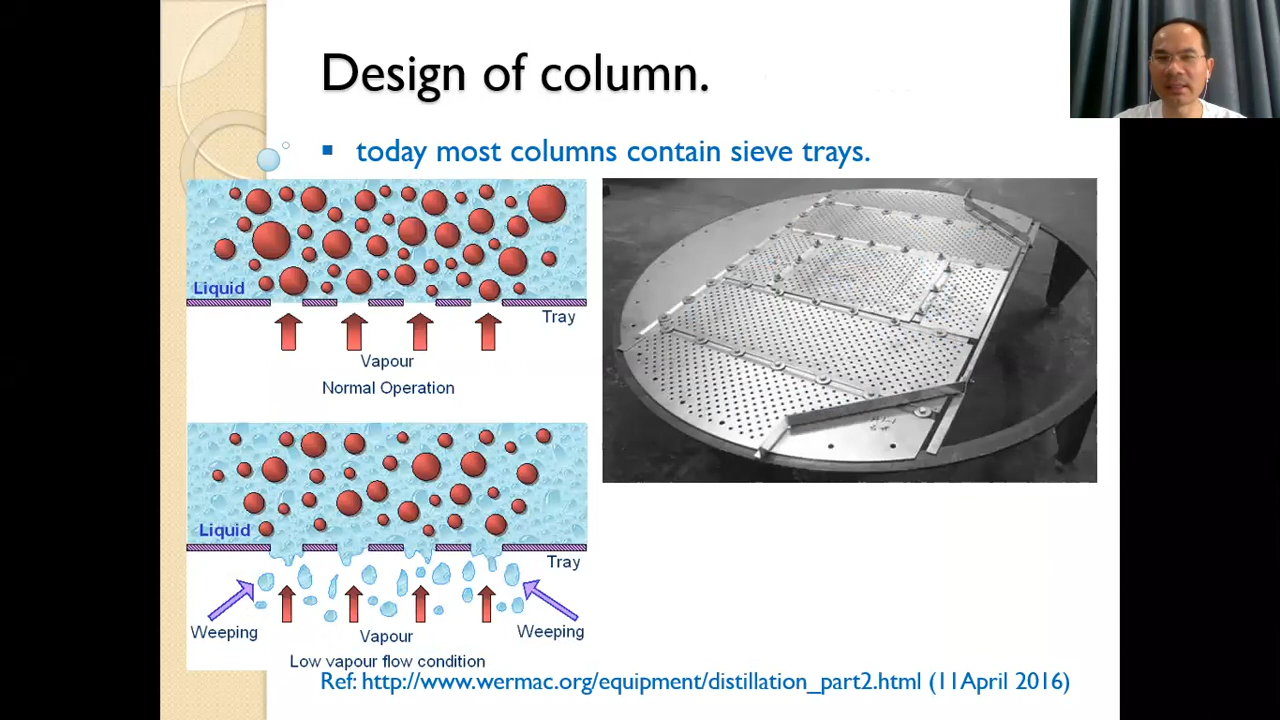 Design of column.
today most columns contain sieve trays.
Liquid
Tray
Vapour
Normal Operation
Liquid
Tray
Weeping
Vapour
Weeping
Low vapour flow condition
Ref: http://www.wermac.org/equipment/distillation_part2.html (11April 2016)